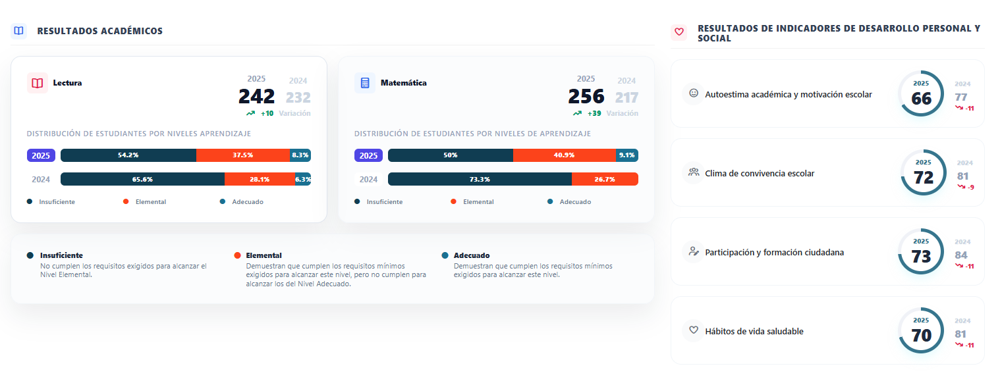 RESULTADOS ACADÉMICOS
Lectura
2025
2024
242
232
+10
Variación
DISTRIBUCIÓN DE ESTUDIANTES POR NIVELES APRENDIZAJE
2025
54.2%
37.5%
8.3%
2024
65.6%
28.1%
6.3%
Insuficiente
Elemental
Adecuado
Matemática
2025
2024
256
217
+39
Variación
DISTRIBUCIÓN DE ESTUDIANTES POR NIVELES DE APRENDIZAJE
2025
50%
40.9%
9.1%
2024
73.3%
26.7%
Insuficiente
Elemental
Adecuado
Insuficiente
No cumplen los requisitos exigidos para alcanzar el
Nivel Elemental.
Elemental
Demuestran que cumplen los requisitos mínimos
exigidos para alcanzar este nivel, pero no cumplen para
alcanzar los del Nivel Adecuado.
Adecuado
Demuestran que cumplen los requisitos mínimos
exigidos para alcanzar este nivel.
RESULTADOS DE INDICADORES DE DESARROLLO PERSONAL Y
SOCIAL
Autoestima académica y motivación escolar
2025
66
2024
77
-11
Clima de convivencia escolar
2025
72
2024
81
-9
Participación y formación ciudadana
2025
73
2024
84
-11
Hábitos de vida saludable
2025
70
2024
81
-11